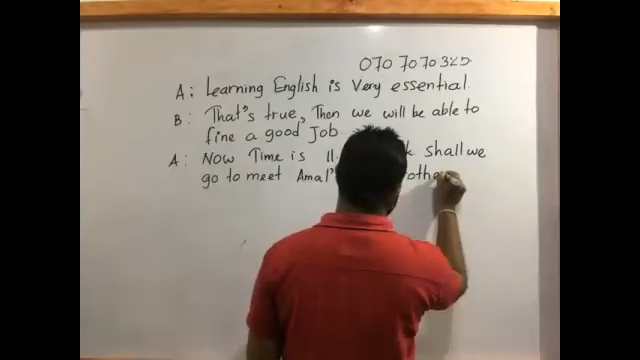 070 7070 325
A: Learning English is Very essential.
B: That's true, Then we will be able to
fine a good Job...
A: Now Time is 11. shall we
go to meet Amal's